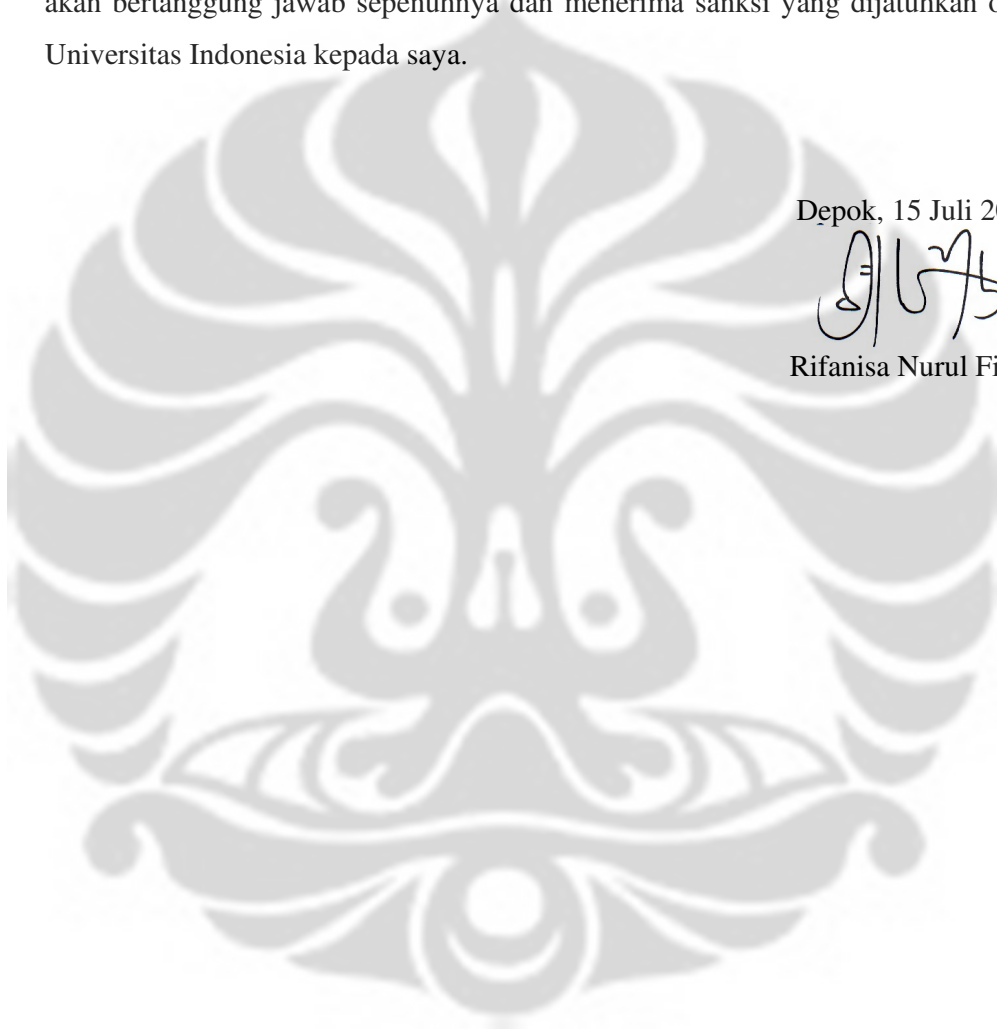 akan bertanggung jawab sepenuhnya dan menerima sanksi yang dijatuhkan
Universitas Indonesia kepada saya.
Depok, 15 Juli
Rifanisa Nurul